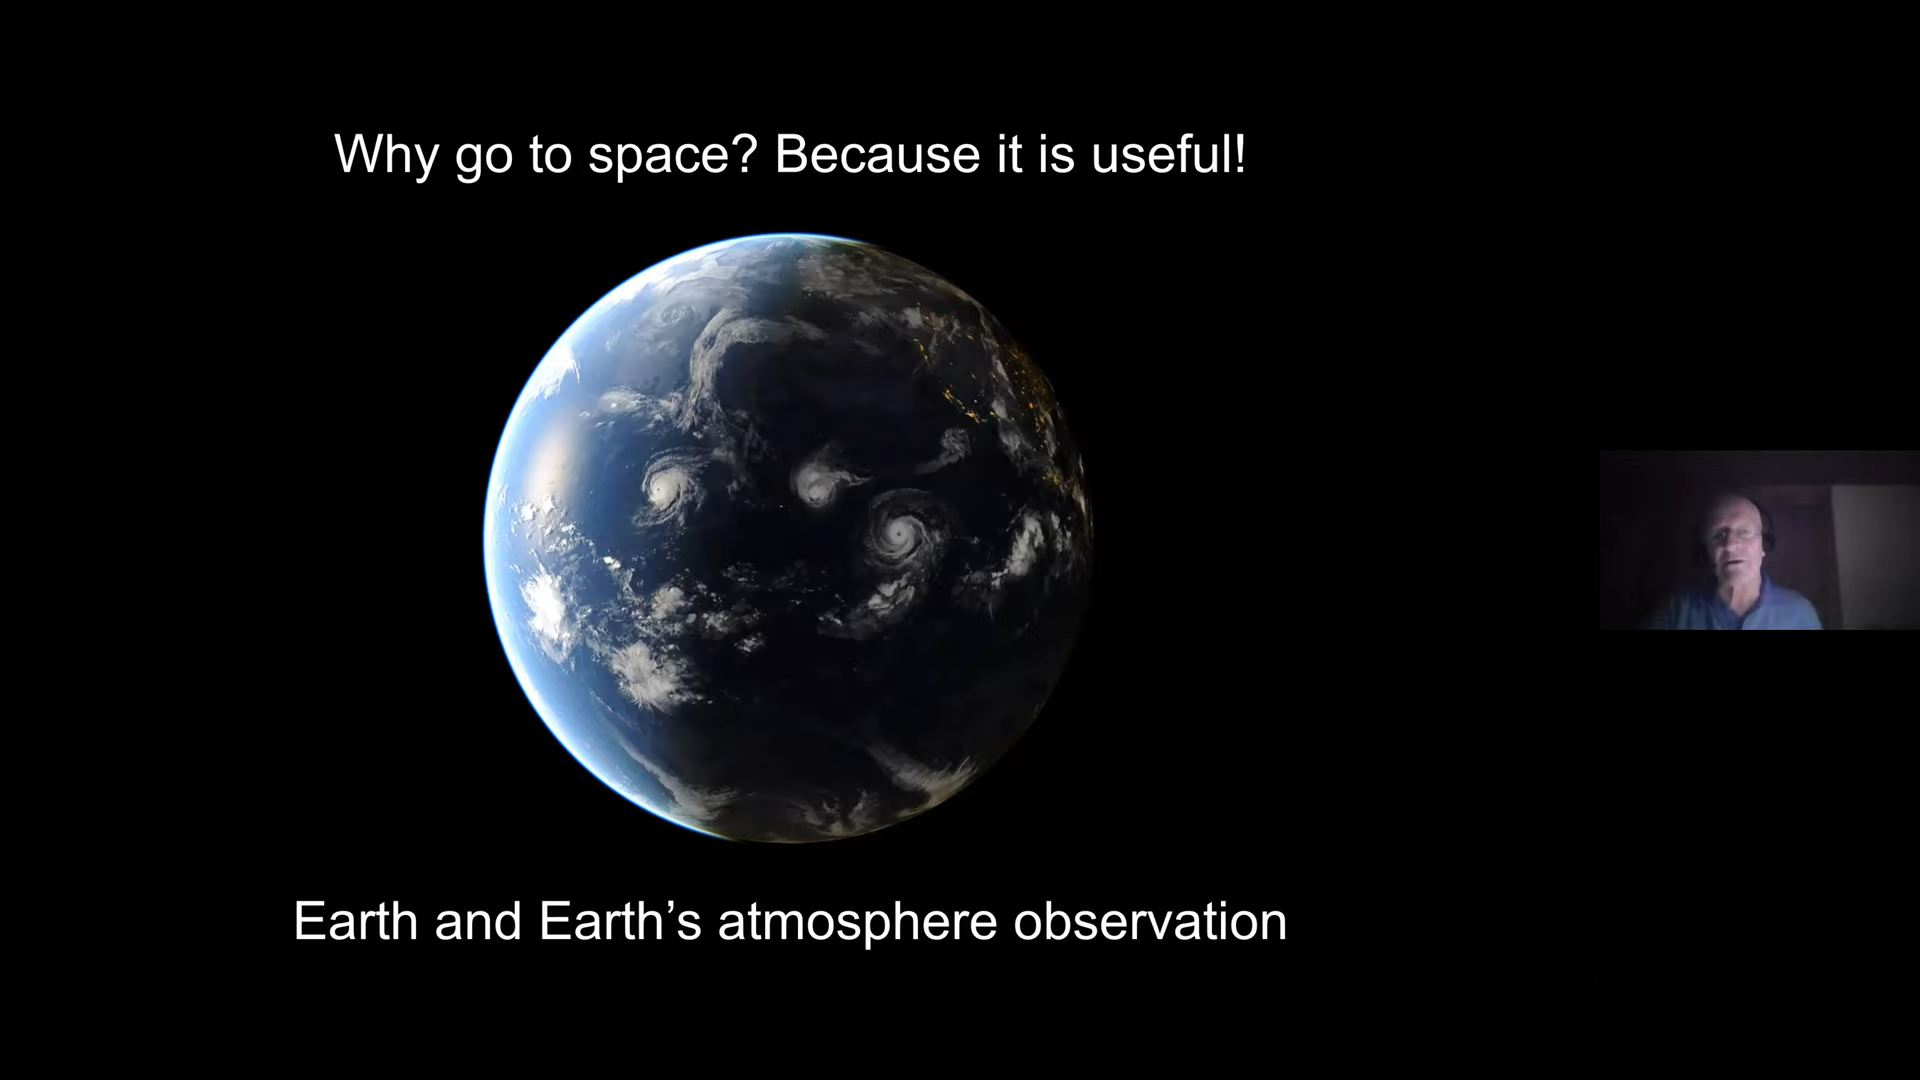 Why go to space? Because it is useful!
Earth and Earth’s atmosphere observation